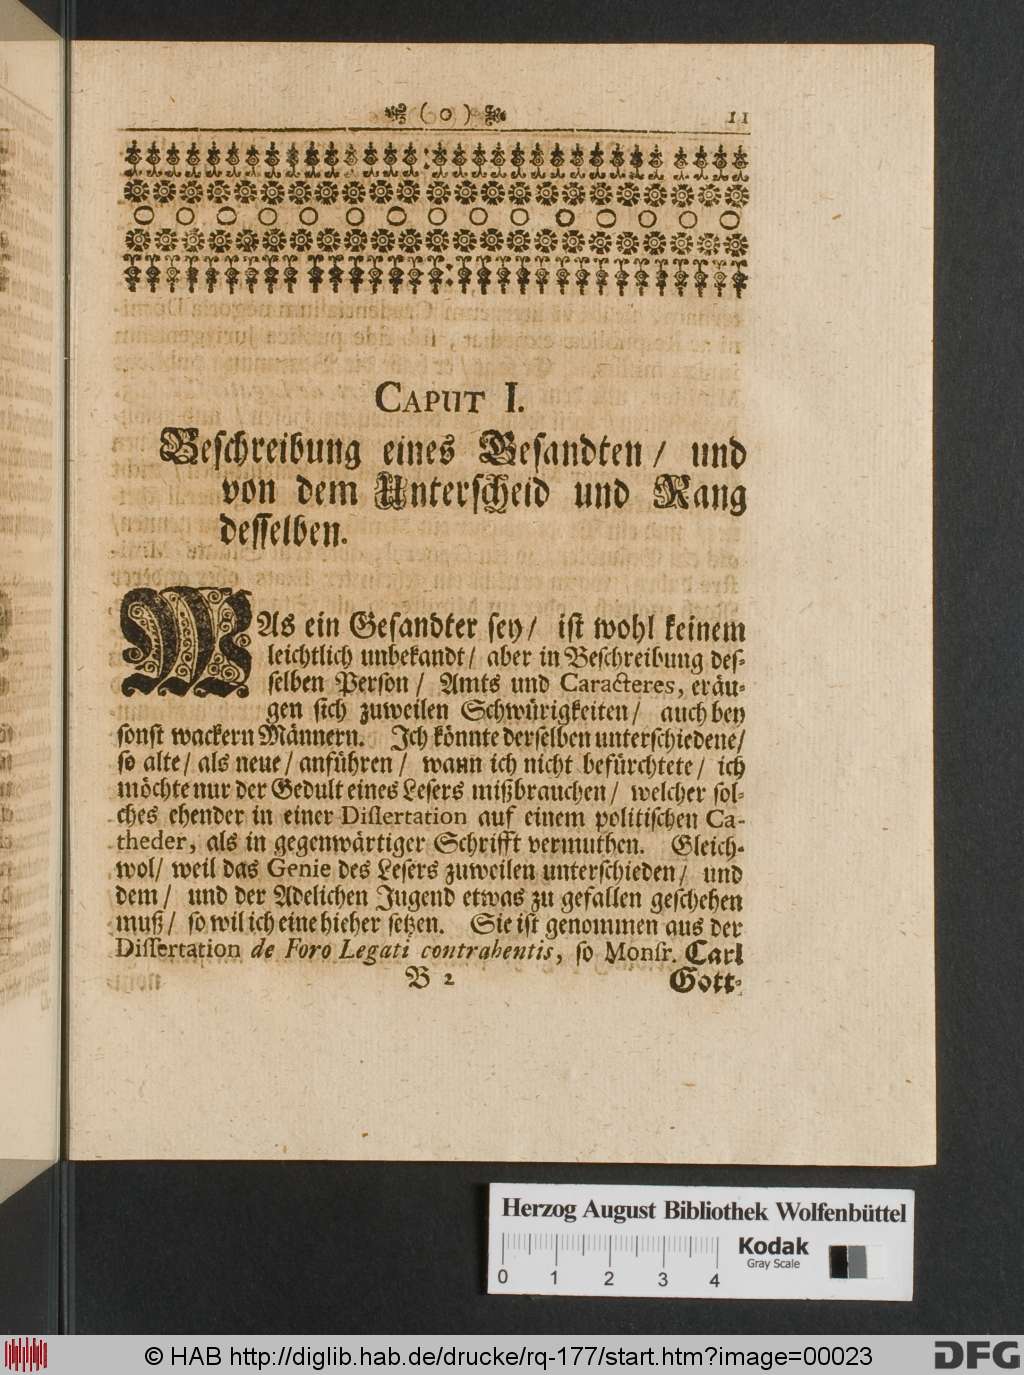 ( o ) 11
CAPUT I.
Beschreibung eines Gesandten / und
von dem Unterscheid und Rang
desselben.
WAs ein Gesandter sey / ist wohl keinem
leichtlich unbekandt / aber in Beschreibung des-
selben Person / Amts und Caracteres, eräu-
gen sich zuweilen Schwürigkeiten / auch bey
sonst wackern Männern. Ich könnte derselben unterschiedene /
so alte / als neue / anführen / wann ich nicht befürchtete / ich
möchte nur der Gedult eines Lesers mißbrauchen / welcher sol-
ches ehender in einer Dissertation auf einem politischen Ca-
theder, als in gegenwärtiger Schrifft vermuthen. Gleich-
wol / weil das Genie des Lesers zuweilen unterschieden / und
dem / und der Adelichen Jugend etwas zu gefallen geschehen
muß / so wil ich eine hieher setzen. Sie ist genommen aus der
Dissertation de Foro Legati contrahentis, so Monsr. Carl
B 2 Gott-
Herzog August Bibliothek Wolfenbüttel
Kodak
Gray Scale
0 1 2 3 4
© HAB http://diglib.hab.de/drucke/rq-177/start.htm?image=00023
DFG